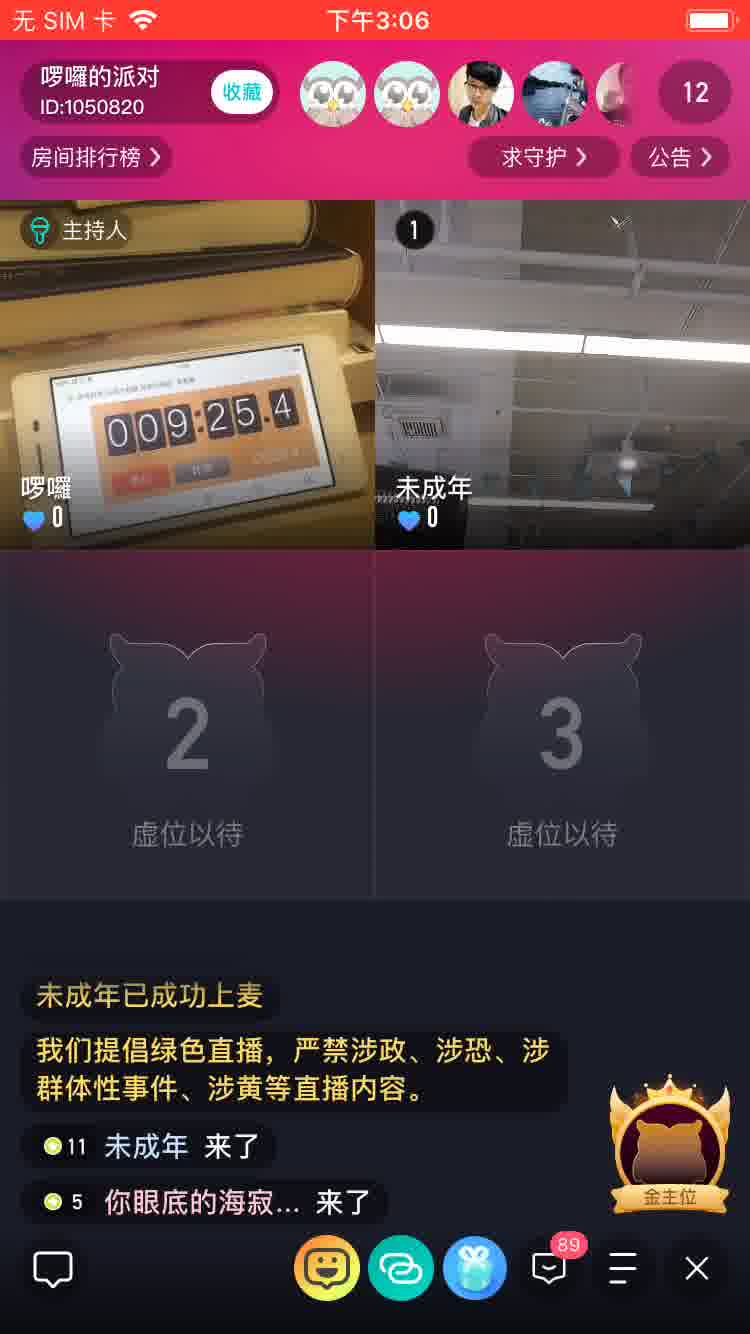 无 SIM 卡
下午3:06
啰囉的派对
ID:1050820
收藏
12
房间排行榜
求守护
公告
主持人
1
009:25.4
啰囉
0
未成年
0
2
虚位以待
3
虚位以待
未成年已成功上麦
我们提倡绿色直播，严禁涉政、涉恐、涉
群体性事件、涉黄等直播内容。
11 未成年 来了
5 你眼底的海寂... 来了
金主位
89